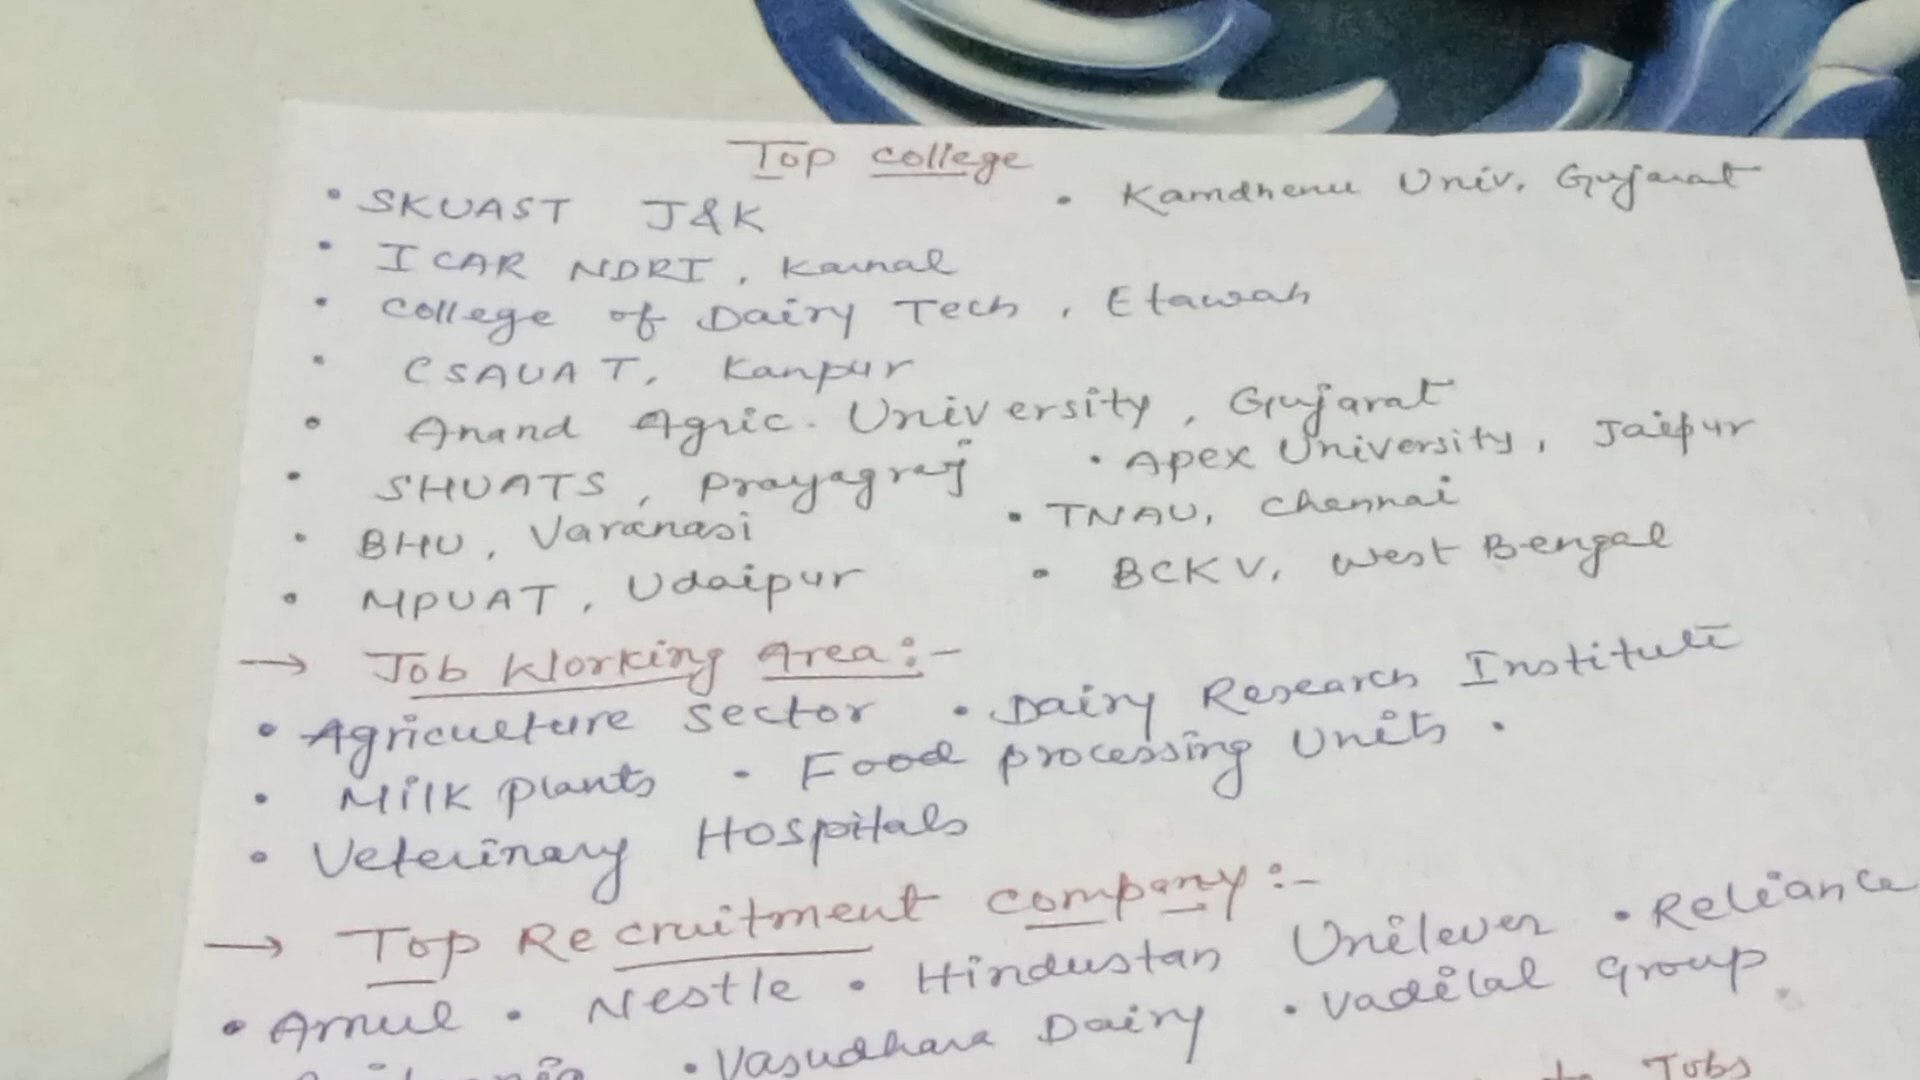 Top college
• SKUAST J&K • Kamdhenu Univ. Gujarat
• ICAR NDRI, Karnal
• College of Dairy Tech, Etawah
• CSAUAT, Kanpur
• Anand Agric. University, Gujarat
• SHUATS, Prayagraj • Apex University, Jaipur
• BHU, Varanasi • TNAU, Chennai
• MPUAT, Udaipur • BCKV, West Bengal
→ Job Working Area:-
• Agriculture Sector • Dairy Research Institute
• Milk Plants • Food processing Units •
• Veterinary Hospitals
→ Top Recruitment company:-
• Amul • Nestle • Hindustan Unilever • Reliance
• Vasudhara Dairy • Vadilal Group
Jobs